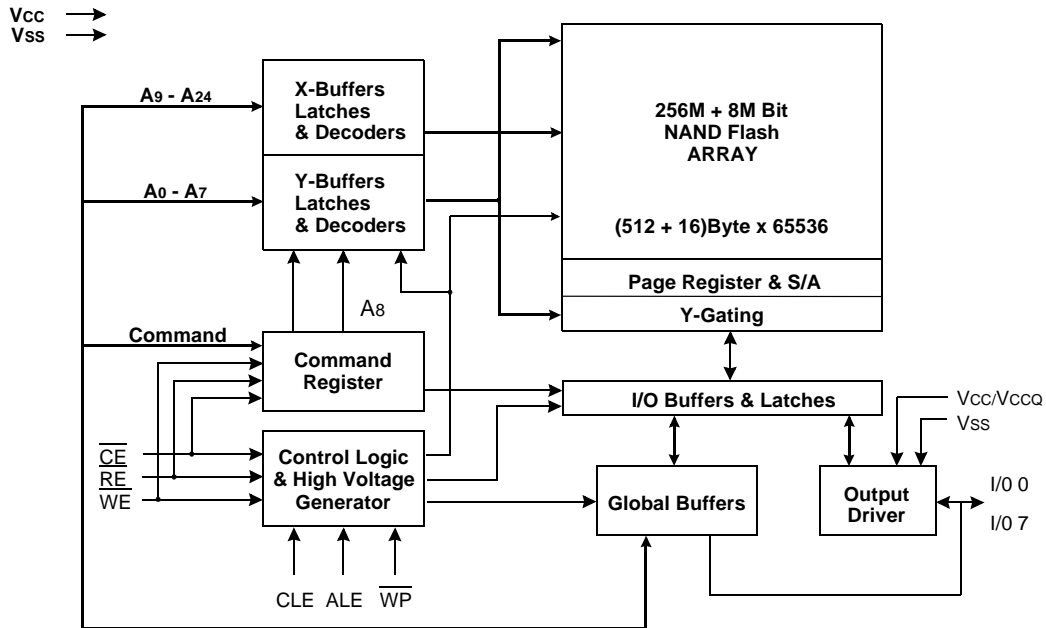 VCC
VSS
A9 - A24
X-Buffers
Latches
& Decoders
256M + 8M Bit
NAND Flash
ARRAY
A0 - A7
Y-Buffers
Latches
& Decoders
(512 + 16)Byte x 65536
Page Register & S/A
Y-Gating
A8
Command
Command
Register
I/O Buffers & Latches
VCC/VCCQ
VSS
CE
RE
WE
Control Logic
& High Voltage
Generator
Global Buffers
Output
Driver
I/0 0
I/0 7
CLE ALE WP